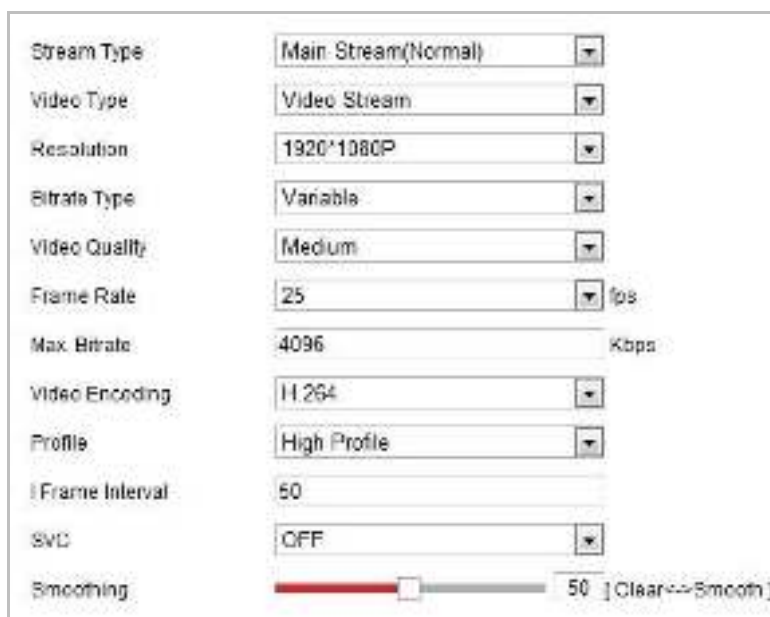 Stream Type Main Stream(Normal)
Video Type Video Stream
Resolution 1920*1080P
Bitrate Type Variable
Video Quality Medium
Frame Rate 25 fps
Max. Bitrate 4096 Kbps
Video Encoding H.264
Profile High Profile
I Frame Interval 50
SVC OFF
Smoothing 50 [ Clear<->Smooth ]